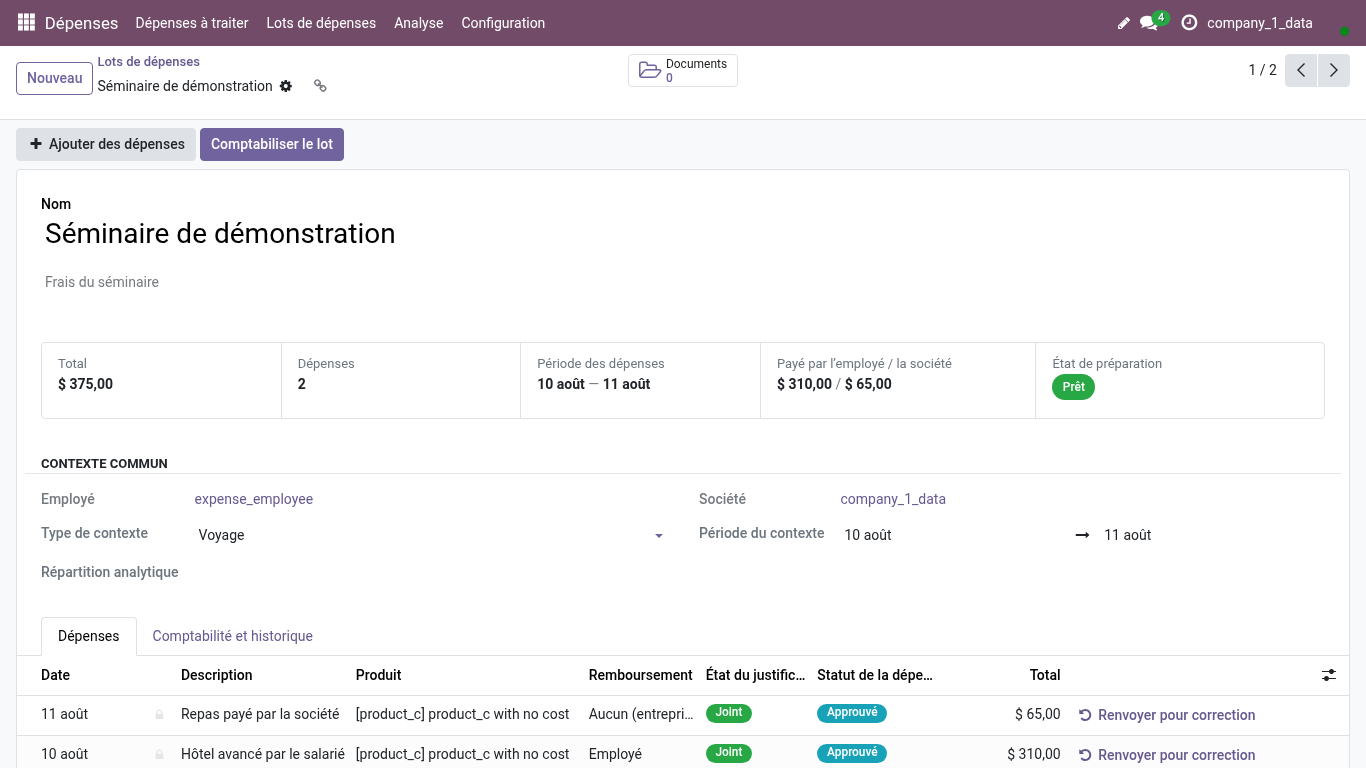 Dépenses Dépenses à traiter Lots de dépenses Analyse Configuration 4 company_1_data
Nouveau
Lots de dépenses
Séminaire de démonstration
Documents
0
1 / 2
Ajouter des dépenses
Comptabiliser le lot
Nom
Séminaire de démonstration
Frais du séminaire
Total
$ 375,00
Dépenses
2
Période des dépenses
10 août — 11 août
Payé par l'employé / la société
$ 310,00 / $ 65,00
État de préparation
Prêt
CONTEXTE COMMUN
Employé expense_employee
Société company_1_data
Type de contexte Voyage
Période du contexte 10 août → 11 août
Répartition analytique
Dépenses Comptabilité et historique
Date Description Produit Remboursement État du justific… Statut de la dépe… Total
11 août Repas payé par la société [product_c] product_c with no cost Aucun (entrepri… Joint Approuvé $ 65,00 Renvoyer pour correction
10 août Hôtel avancé par le salarié [product_c] product_c with no cost Employé Joint Approuvé $ 310,00 Renvoyer pour correction